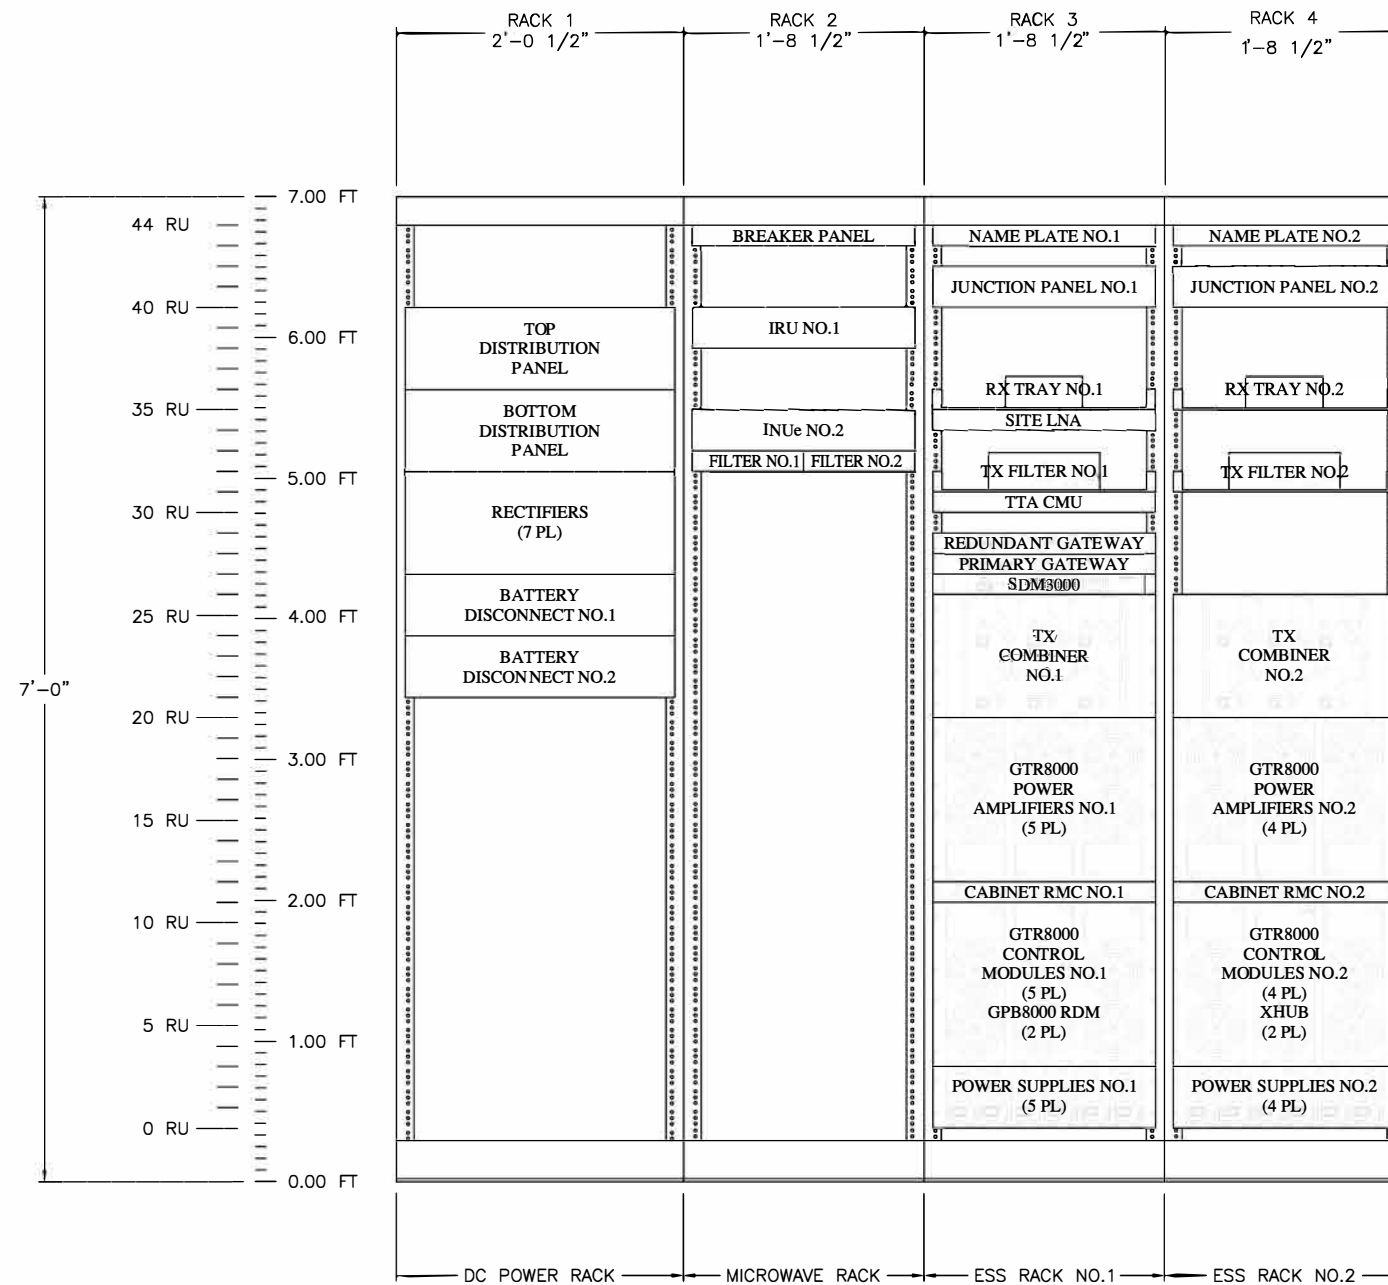 RACK 1
2'-0 1/2"
RACK 2
1'-8 1/2"
RACK 3
1'-8 1/2"
RACK 4
1'-8 1/2"
7.00 FT
6.00 FT
5.00 FT
4.00 FT
3.00 FT
2.00 FT
1.00 FT
0.00 FT
44 RU
40 RU
35 RU
30 RU
25 RU
20 RU
15 RU
10 RU
5 RU
0 RU
7'-0"
TOP
DISTRIBUTION
PANEL
BOTTOM
DISTRIBUTION
PANEL
RECTIFIERS
(7 PL)
BATTERY
DISCONNECT NO.1
BATTERY
DISCONNECT NO.2
BREAKER PANEL
IRU NO.1
INUe NO.2
FILTER NO.1
FILTER NO.2
NAME PLATE NO.1
JUNCTION PANEL NO.1
RX TRAY NO.1
SITE LNA
TX FILTER NO.1
TTA CMU
REDUNDANT GATEWAY
PRIMARY GATEWAY
SDM3000
TX
COMBINER
NO.1
GTR8000
POWER
AMPLIFIERS NO.1
(5 PL)
CABINET RMC NO.1
GTR8000
CONTROL
MODULES NO.1
(5 PL)
GPB8000 RDM
(2 PL)
POWER SUPPLIES NO.1
(5 PL)
NAME PLATE NO.2
JUNCTION PANEL NO.2
RX TRAY NO.2
TX FILTER NO.2
TX
COMBINER
NO.2
GTR8000
POWER
AMPLIFIERS NO.2
(4 PL)
CABINET RMC NO.2
GTR8000
CONTROL
MODULES NO.2
(4 PL)
XHUB
(2 PL)
POWER SUPPLIES NO.2
(4 PL)
DC POWER RACK
MICROWAVE RACK
ESS RACK NO.1
ESS RACK NO.2